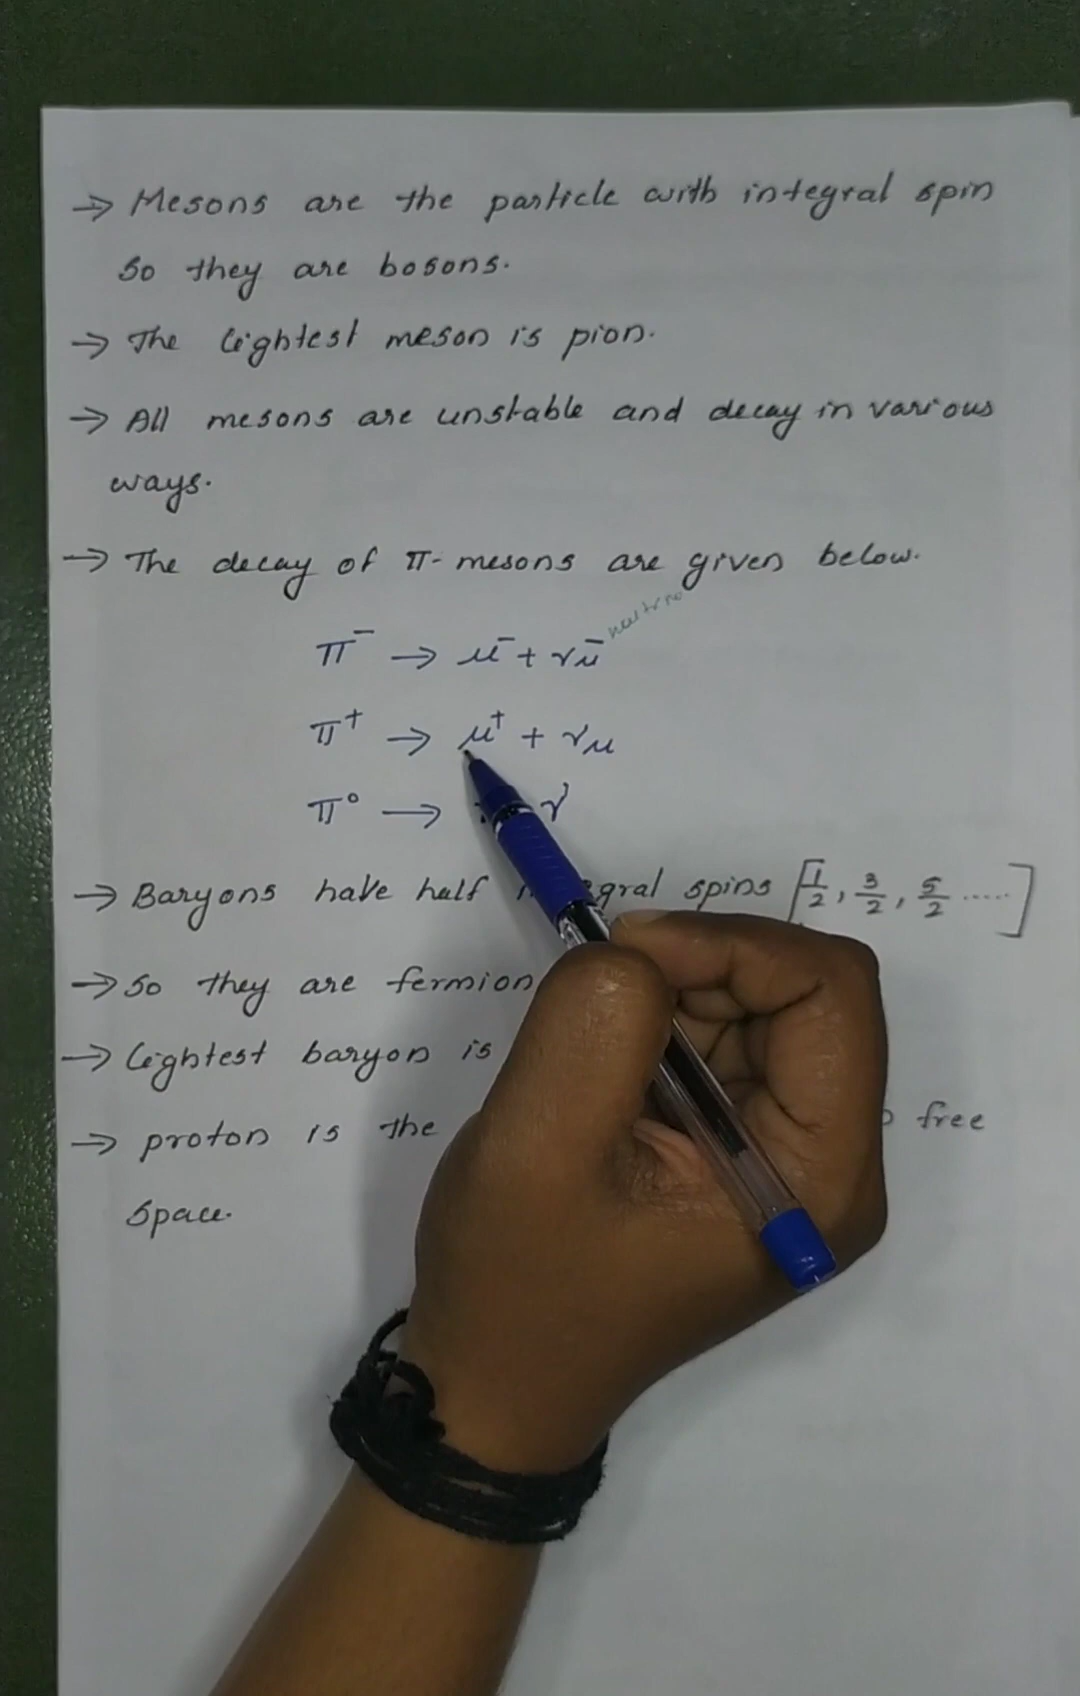 → Mesons are the particle with integral spin
so they are bosons.
→ The lightest meson is pion.
→ All mesons are unstable and decay in various
ways.
→ The decay of π-mesons are given below.
π⁻ → μ⁻ + νμ̄
π⁺ → μ⁺ + νμ
π⁰ → γ
→ Baryons have half spins [1/2, 3/2, 5/2 .....]
→ so they are fermion
→ lightest baryon is
→ proton is the free
space.